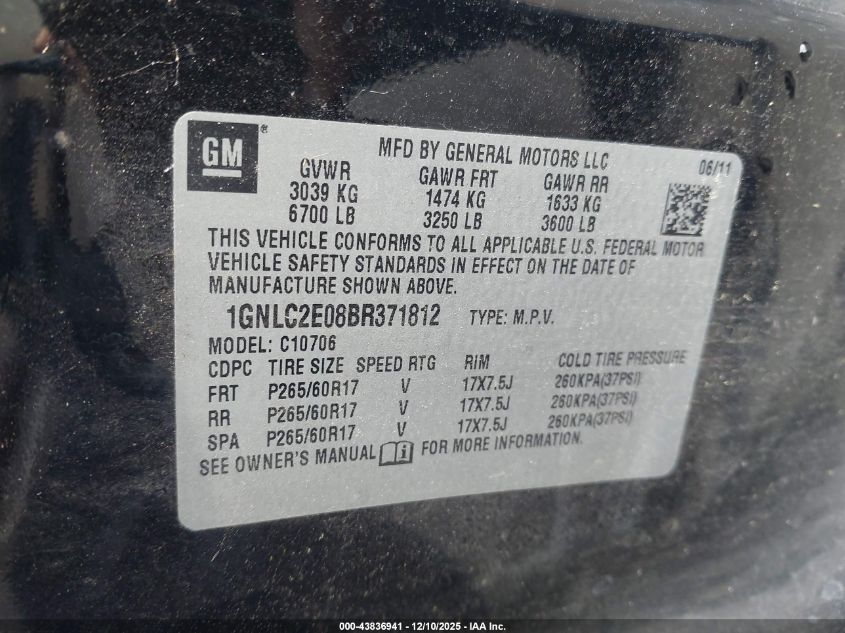 GM®
MFD BY GENERAL MOTORS LLC
06/11
GVWR GAWR FRT GAWR RR
3039 KG 1474 KG 1633 KG
6700 LB 3250 LB 3600 LB
THIS VEHICLE CONFORMS TO ALL APPLICABLE U.S. FEDERAL MOTOR
VEHICLE SAFETY STANDARDS IN EFFECT ON THE DATE OF
MANUFACTURE SHOWN ABOVE.
1GNLC2E08BR371812 TYPE: M.P.V.
MODEL: C10706
CDPC TIRE SIZE SPEED RTG RIM COLD TIRE PRESSURE
FRT P265/60R17 V 17X7.5J 260KPA(37PSI)
RR P265/60R17 V 17X7.5J 260KPA(37PSI)
SPA P265/60R17 V 17X7.5J 260KPA(37PSI)
SEE OWNER'S MANUAL i FOR MORE INFORMATION.
000-43836941 - 12/10/2025 - IAA Inc.